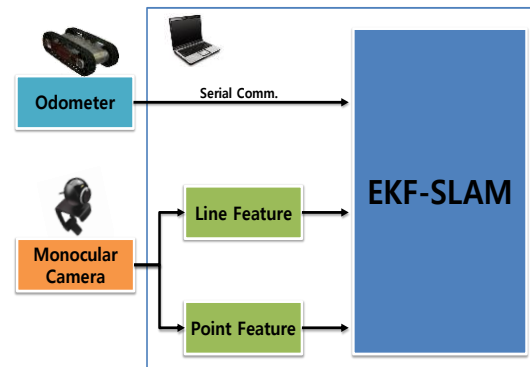 Odometer
Serial Comm.
EKF-SLAM
Line Feature
Monocular
Camera
Point Feature